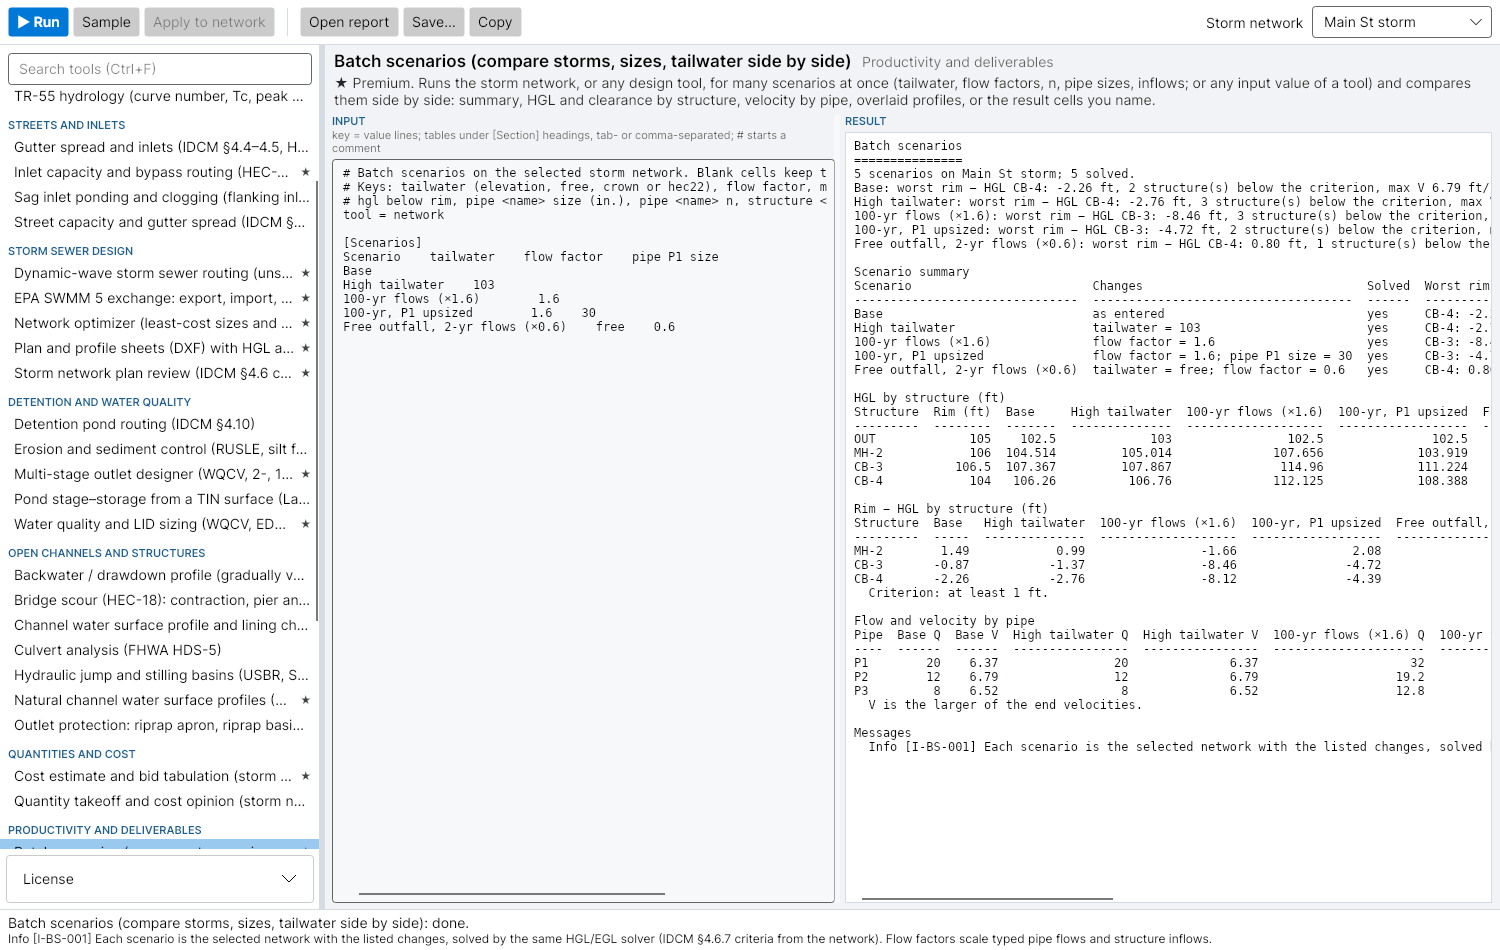 Run
Sample
Apply to network
Open report
Save...
Copy
Storm network
Main St storm
Search tools (Ctrl+F)
TR-55 hydrology (curve number, Tc, peak ...
STREETS AND INLETS
Gutter spread and inlets (IDCM §4.4–4.5, H...
Inlet capacity and bypass routing (HEC-... ★
Sag inlet ponding and clogging (flanking inl...
Street capacity and gutter spread (IDCM §...
STORM SEWER DESIGN
Dynamic-wave storm sewer routing (uns... ★
EPA SWMM 5 exchange: export, import, ... ★
Network optimizer (least-cost sizes and ... ★
Plan and profile sheets (DXF) with HGL a... ★
Storm network plan review (IDCM §4.6 c... ★
DETENTION AND WATER QUALITY
Detention pond routing (IDCM §4.10)
Erosion and sediment control (RUSLE, silt f...
Multi-stage outlet designer (WQCV, 2-, 1... ★
Pond stage–storage from a TIN surface (La...
Water quality and LID sizing (WQCV, ED... ★
OPEN CHANNELS AND STRUCTURES
Backwater / drawdown profile (gradually v...
Bridge scour (HEC-18): contraction, pier an...
Channel water surface profile and lining ch...
Culvert analysis (FHWA HDS-5)
Hydraulic jump and stilling basins (USBR, S...
Natural channel water surface profiles (... ★
Outlet protection: riprap apron, riprap basi...
QUANTITIES AND COST
Cost estimate and bid tabulation (storm ... ★
Quantity takeoff and cost opinion (storm n...
PRODUCTIVITY AND DELIVERABLES
License
Batch scenarios (compare storms, sizes, tailwater side by side) Productivity and deliverables
★ Premium. Runs the storm network, or any design tool, for many scenarios at once (tailwater, flow factors, n, pipe sizes, inflows; or any input value of a tool) and compares
them side by side: summary, HGL and clearance by structure, velocity by pipe, overlaid profiles, or the result cells you name.
INPUT
key = value lines; tables under [Section] headings, tab- or comma-separated; # starts a
comment
# Batch scenarios on the selected storm network. Blank cells keep t
# Keys: tailwater (elevation, free, crown or hec22), flow factor, m
# hgl below rim, pipe <name> size (in.), pipe <name> n, structure <
tool = network
[Scenarios]
Scenario    tailwater    flow factor    pipe P1 size
Base
High tailwater    103
100-yr flows (×1.6)        1.6
100-yr, P1 upsized        1.6    30
Free outfall, 2-yr flows (×0.6)    free    0.6
RESULT
Batch scenarios
===============
5 scenarios on Main St storm; 5 solved.
Base: worst rim − HGL CB-4: -2.26 ft, 2 structure(s) below the criterion, max V 6.79 ft/
High tailwater: worst rim − HGL CB-4: -2.76 ft, 3 structure(s) below the criterion, max
100-yr flows (×1.6): worst rim − HGL CB-3: -8.46 ft, 3 structure(s) below the criterion,
100-yr, P1 upsized: worst rim − HGL CB-3: -4.72 ft, 2 structure(s) below the criterion,
Free outfall, 2-yr flows (×0.6): worst rim − HGL CB-4: 0.80 ft, 1 structure(s) below the
Scenario summary
Scenario  Changes  Solved  Worst rim
-------------------------------  ------------------------------------  ------  ---------
Base  as entered  yes  CB-4: -2.
High tailwater  tailwater = 103  yes  CB-4: -2.
100-yr flows (×1.6)  flow factor = 1.6  yes  CB-3: -8.
100-yr, P1 upsized  flow factor = 1.6; pipe P1 size = 30  yes  CB-3: -4.
Free outfall, 2-yr flows (×0.6)  tailwater = free; flow factor = 0.6  yes  CB-4: 0.8
HGL by structure (ft)
Structure  Rim (ft)  Base  High tailwater  100-yr flows (×1.6)  100-yr, P1 upsized  F
---------  --------  -------  --------------  -------------------  ------------------  -
OUT  105  102.5  103  102.5  102.5
MH-2  106  104.514  105.014  107.656  103.919
CB-3  106.5  107.367  107.867  114.96  111.224
CB-4  104  106.26  106.76  112.125  108.388
Rim − HGL by structure (ft)
Structure  Base  High tailwater  100-yr flows (×1.6)  100-yr, P1 upsized  Free outfall,
---------  -----  --------------  -------------------  ------------------  -------------
MH-2  1.49  0.99  -1.66  2.08
CB-3  -0.87  -1.37  -8.46  -4.72
CB-4  -2.26  -2.76  -8.12  -4.39
Criterion: at least 1 ft.
Flow and velocity by pipe
Pipe  Base Q  Base V  High tailwater Q  High tailwater V  100-yr flows (×1.6) Q  100-yr
----  ------  ------  ----------------  ----------------  ---------------------  -------
P1  20  6.37  20  6.37  32
P2  12  6.79  12  6.79  19.2
P3  8  6.52  8  6.52  12.8
V is the larger of the end velocities.
Messages
Info [I-BS-001] Each scenario is the selected network with the listed changes, solved
Batch scenarios (compare storms, sizes, tailwater side by side): done.
Info [I-BS-001] Each scenario is the selected network with the listed changes, solved by the same HGL/EGL solver (IDCM §4.6.7 criteria from the network). Flow factors scale typed pipe flows and structure inflows.